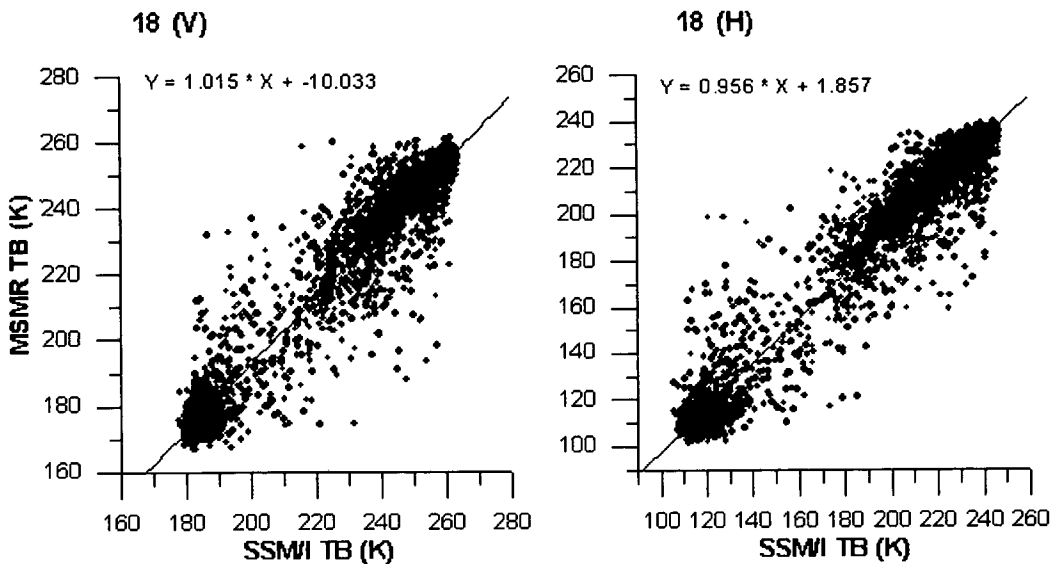 18 (V)
Y = 1.015 * X + -10.033
280
260
240
220
200
180
160
MSMR TB (K)
160 180 200 220 240 260 280
SSM/I TB (K)
18 (H)
Y = 0.956 * X + 1.857
260
240
220
200
180
160
140
120
100
100 120 140 160 180 200 220 240 260
SSM/I TB (K)